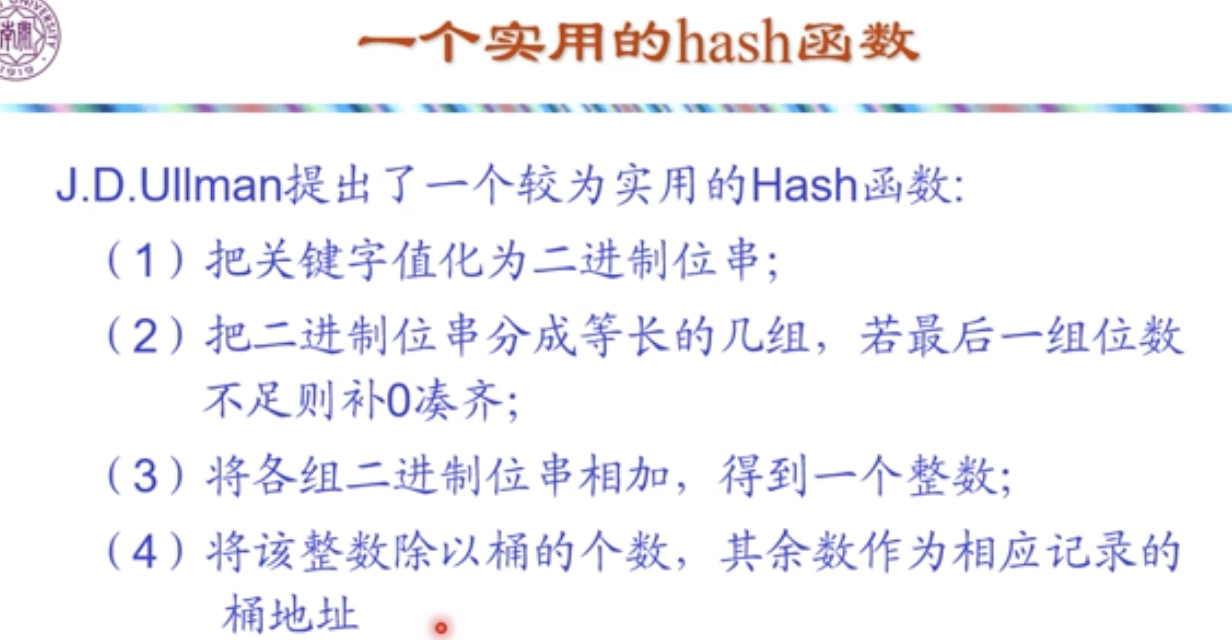 一个实用的hash函数
J.D.Ullman提出了一个较为实用的Hash函数:
（1）把关键字值化为二进制位串;
（2）把二进制位串分成等长的几组，若最后一组位数
不足则补0凑齐;
（3）将各组二进制位串相加，得到一个整数;
（4）将该整数除以桶的个数，其余数作为相应记录的
桶地址